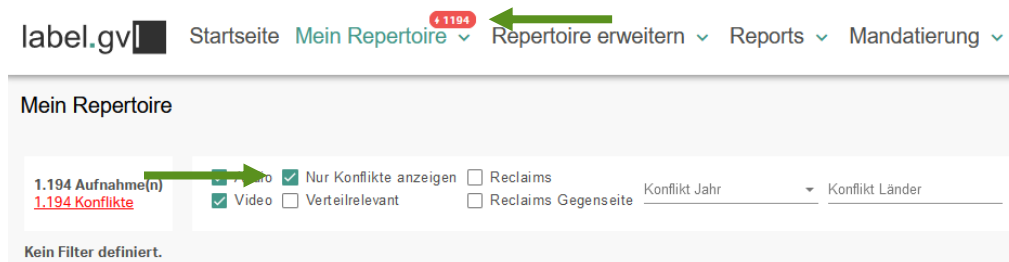 1194
label.gvl Startseite Mein Repertoire Repertoire erweitern Reports Mandatierung
Mein Repertoire
1.194 Aufnahme(n)
1.194 Konflikte
Nur Konflikte anzeigen Reclaims
Video Verteilrelevant Reclaims Gegenseite
Konflikt Jahr Konflikt Länder
Kein Filter definiert.